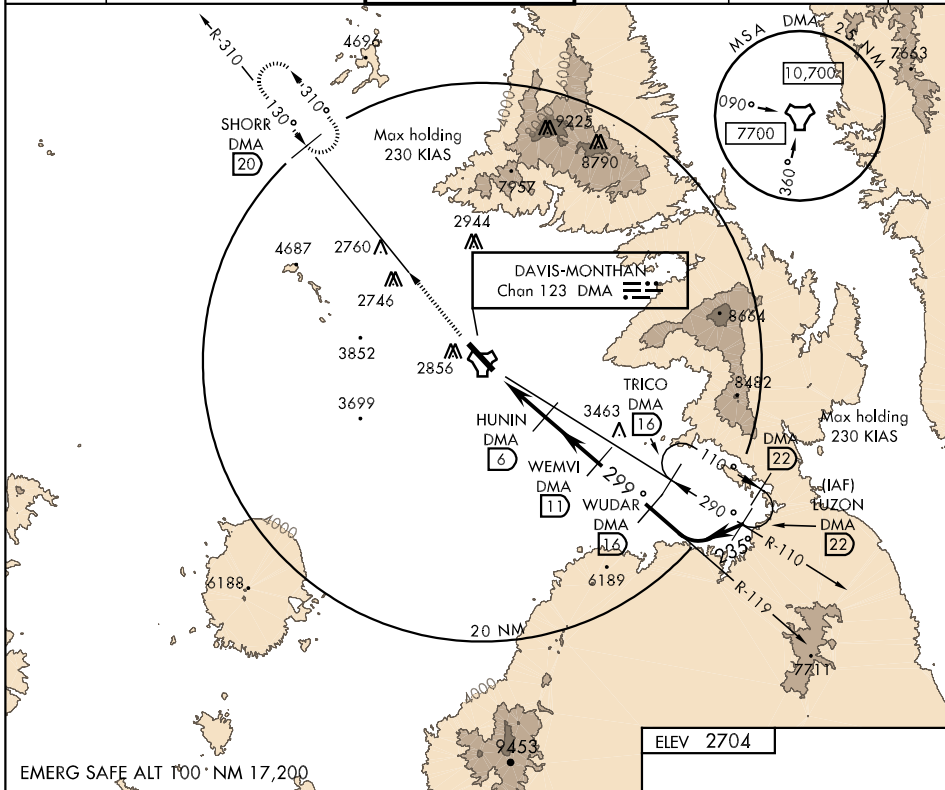 R-310
4696
310°
130°
SHORR
DMA
20
Max holding
230 KIAS
4000
6000
9225
8790
7957
MSA DMA 25 NM
10,700
090°
7700
360°
7663
2944
4687
2760
2746
DAVIS-MONTHAN
Chan 123 DMA
8664
3852
2856
8482
3699
TRICO
DMA
16
3463
HUNIN
DMA
6
Max holding
230 KIAS
DMA
22
110°
WEMVI
DMA
11
299°
290°
(IAF)
LUZON
DMA
22
WUDAR
DMA
16
235°
R-110
4000
6188
6189
R-119
20 NM
7711
4000
9453
ELEV 2704
EMERG SAFE ALT 100 NM 17,200